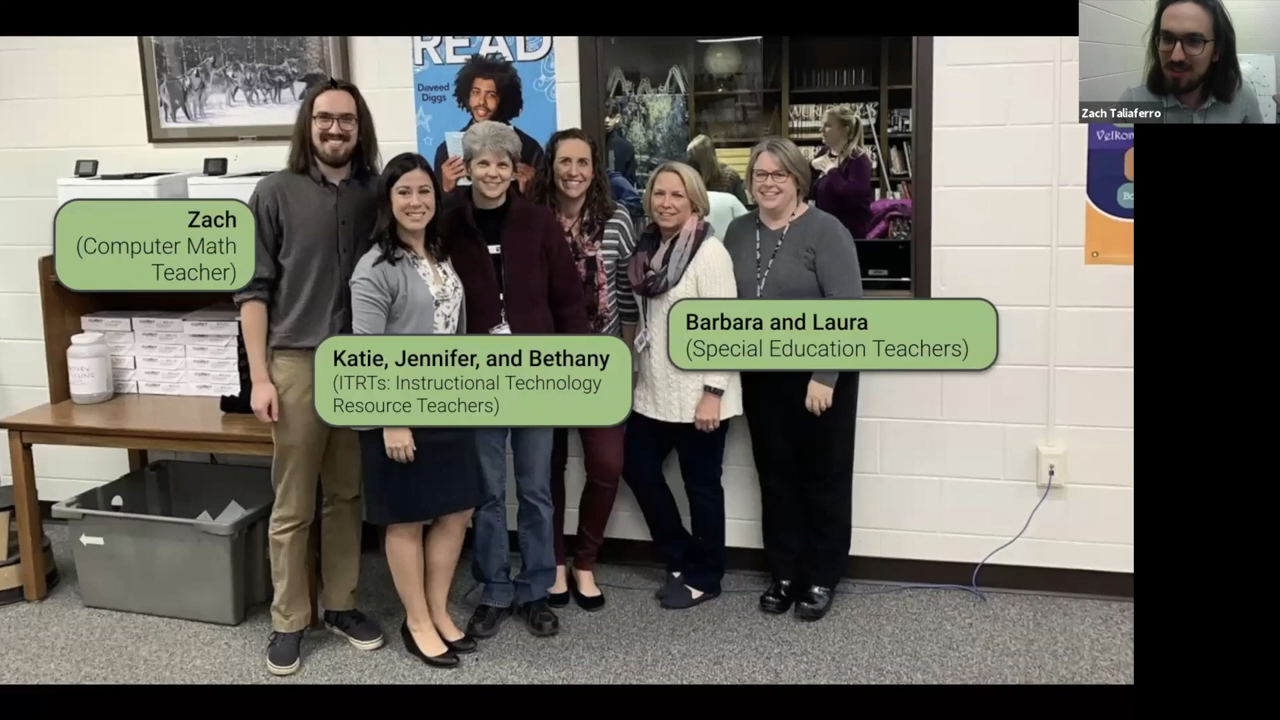 READ
Daveed
Diggs
Zach Taliaferro
Velkom
Zach
(Computer Math
Teacher)
Barbara and Laura
(Special Education Teachers)
Katie, Jennifer, and Bethany
(ITRTs: Instructional Technology
Resource Teachers)